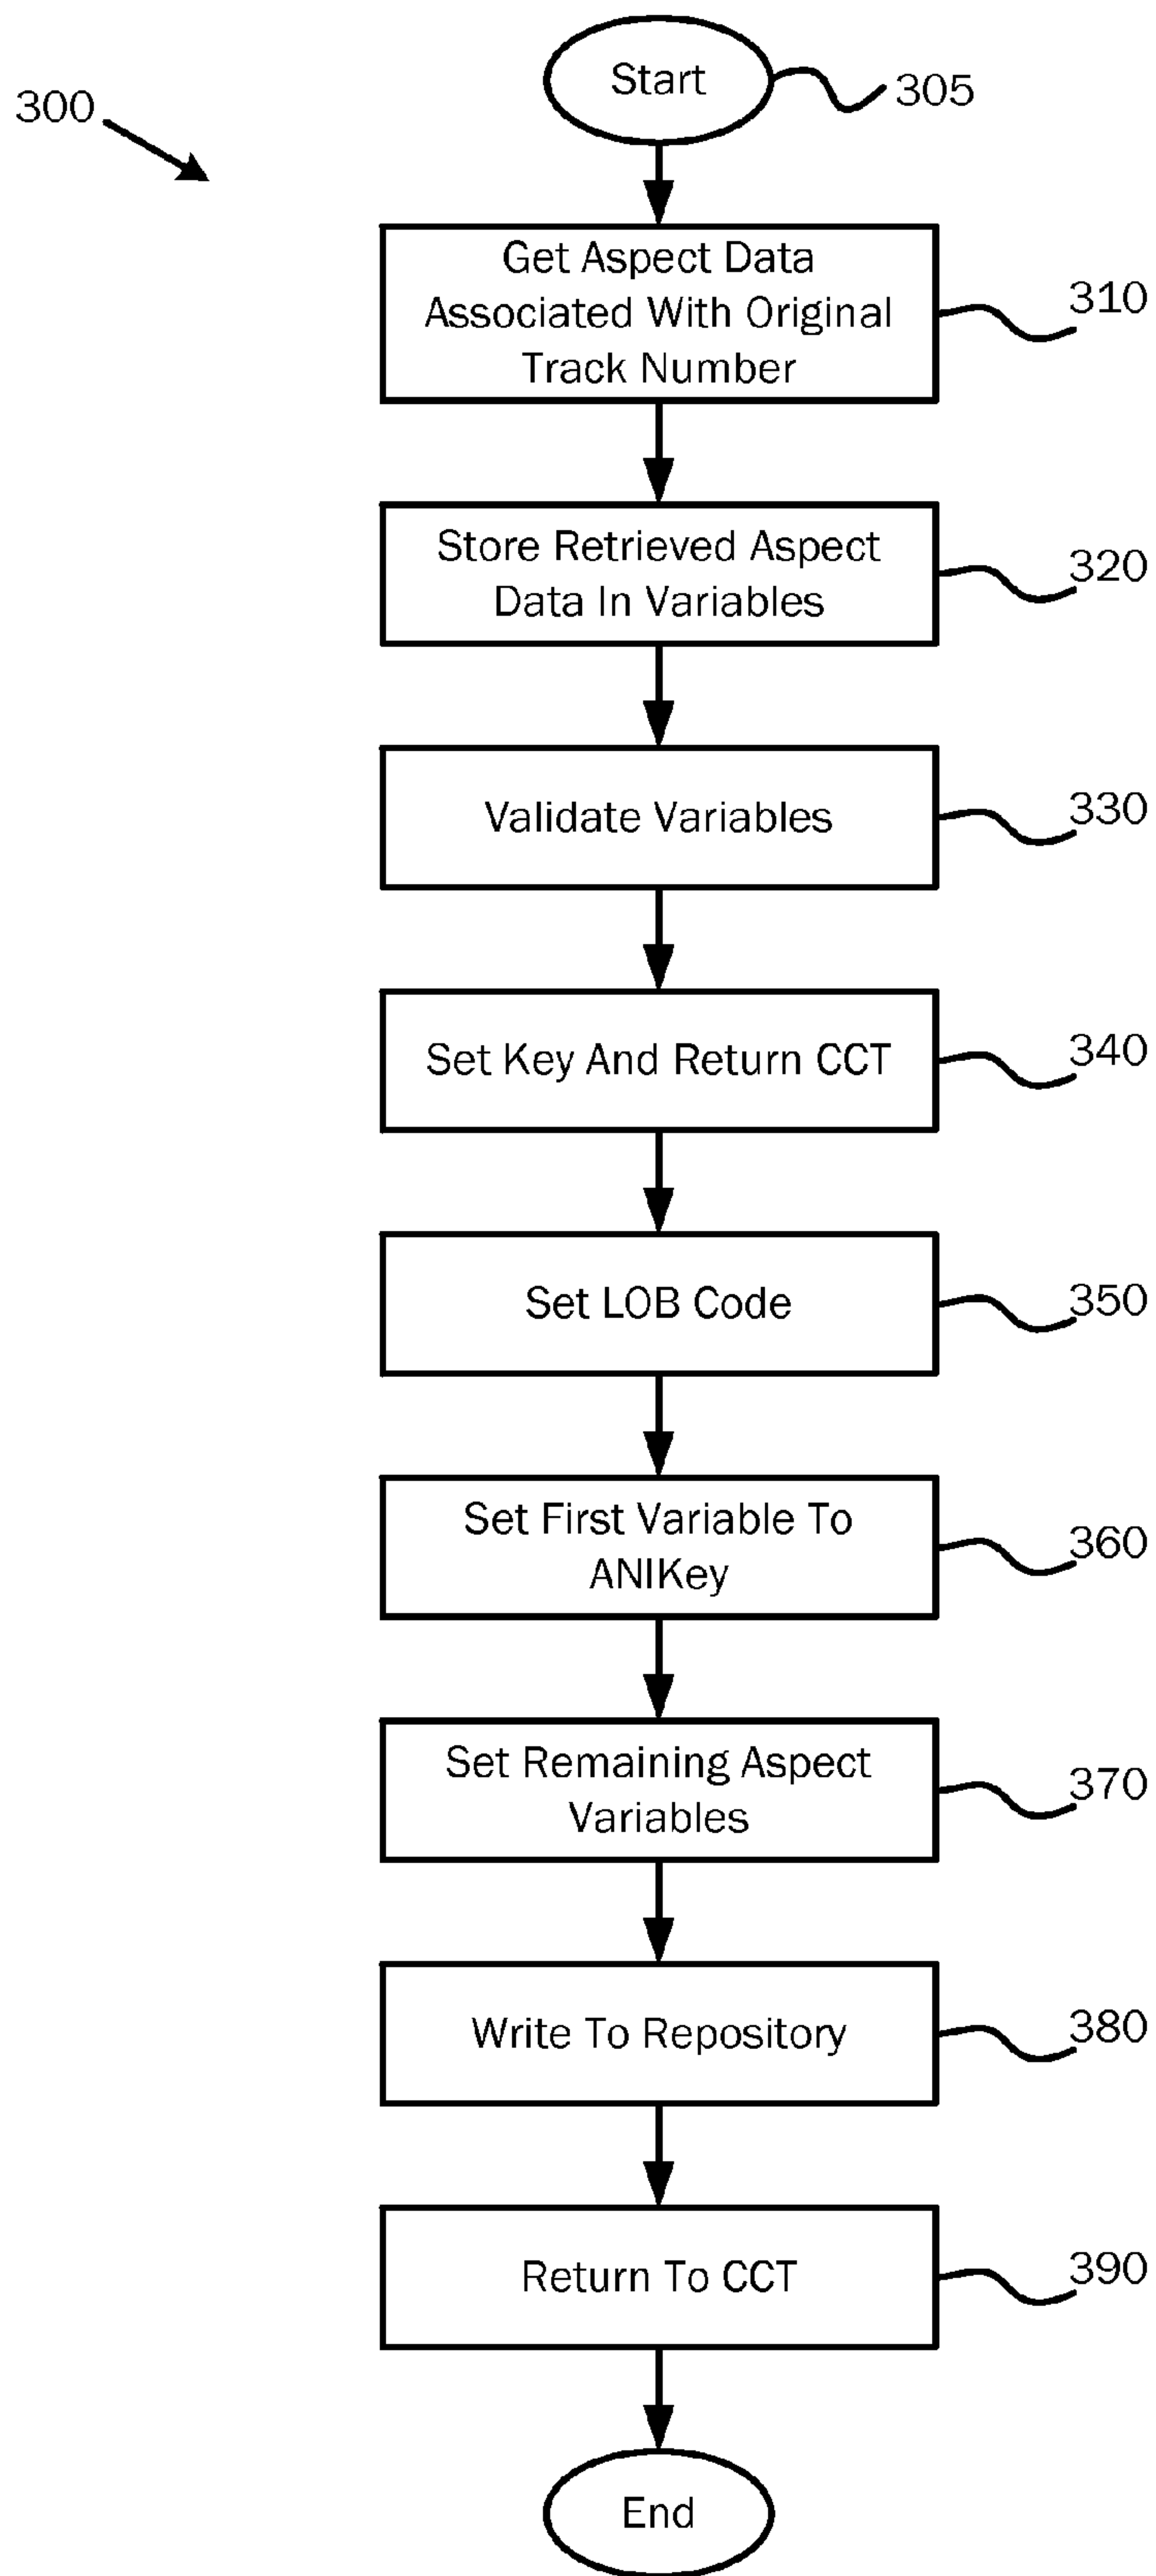 Start
305
300
Get Aspect Data
Associated With Original
Track Number
310
Store Retrieved Aspect
Data In Variables
320
Validate Variables
330
Set Key And Return CCT
340
Set LOB Code
350
Set First Variable To
ANIKey
360
Set Remaining Aspect
Variables
370
Write To Repository
380
Return To CCT
390
End